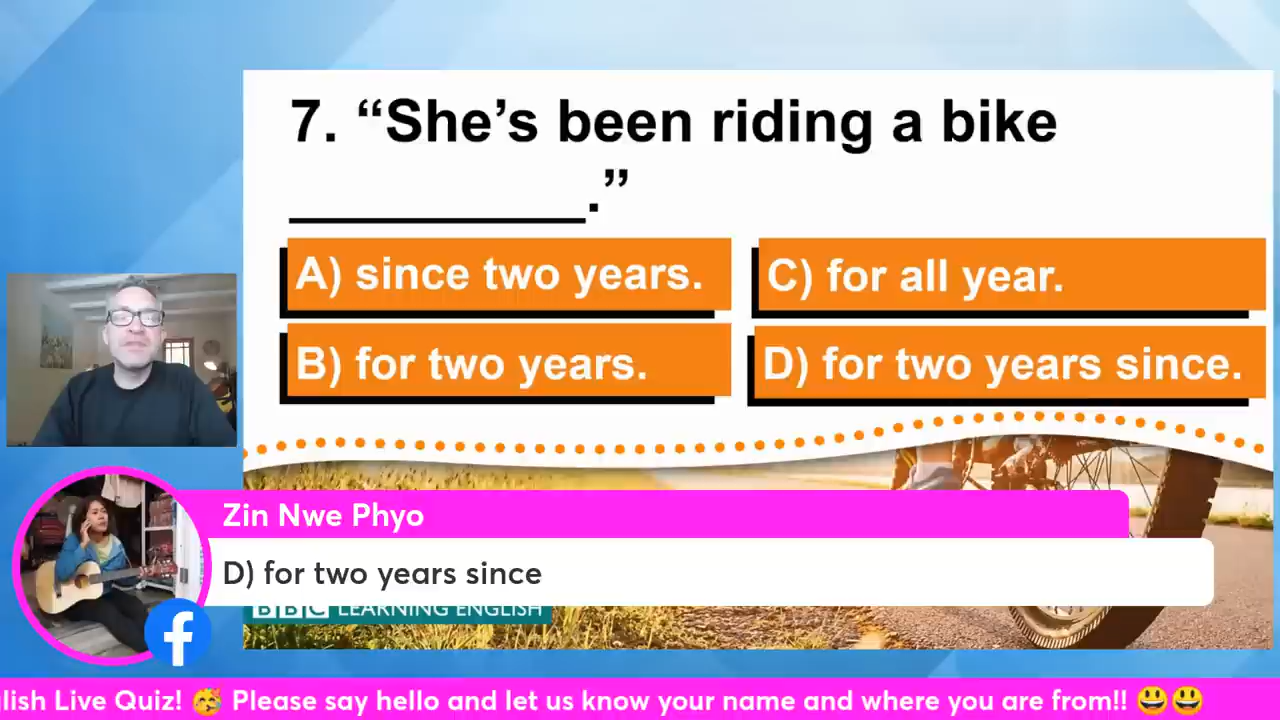 7. “She’s been riding a bike
__________.”
A) since two years.
C) for all year.
B) for two years.
D) for two years since.
Zin Nwe Phyo
D) for two years since
BBC LEARNING ENGLISH
glish Live Quiz! 🥳 Please say hello and let us know your name and where you are from!! 😃😃